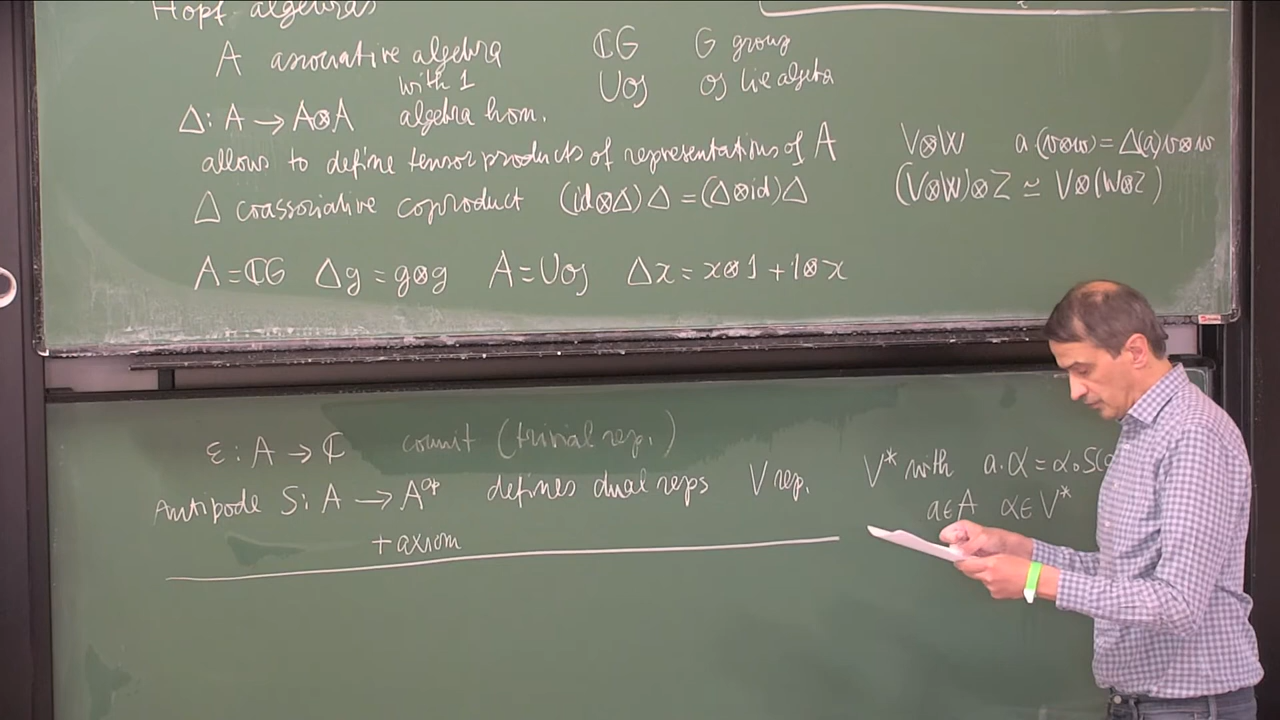 Hopf algebras
A associative algebra ℂG G group
with 1 U𝔤 𝔤 Lie algebra
Δ: A → A⊗A algebra hom.
allows to define tensor products of representations of A
V⊗W a(v⊗w) = Δ(a)v⊗w
Δ coassociative coproduct (id⊗Δ)Δ = (Δ⊗id)Δ
(V⊗W)⊗Z ≃ V⊗(W⊗Z)
A = ℂG Δg = g⊗g A = U𝔤 Δx = x⊗1 + 1⊗x
ε: A → ℂ counit (trivial rep.)
Antipode S: A → A^op defines dual reps V rep. V* with a.α = α∘S(a
+ axiom a∈A α∈V*